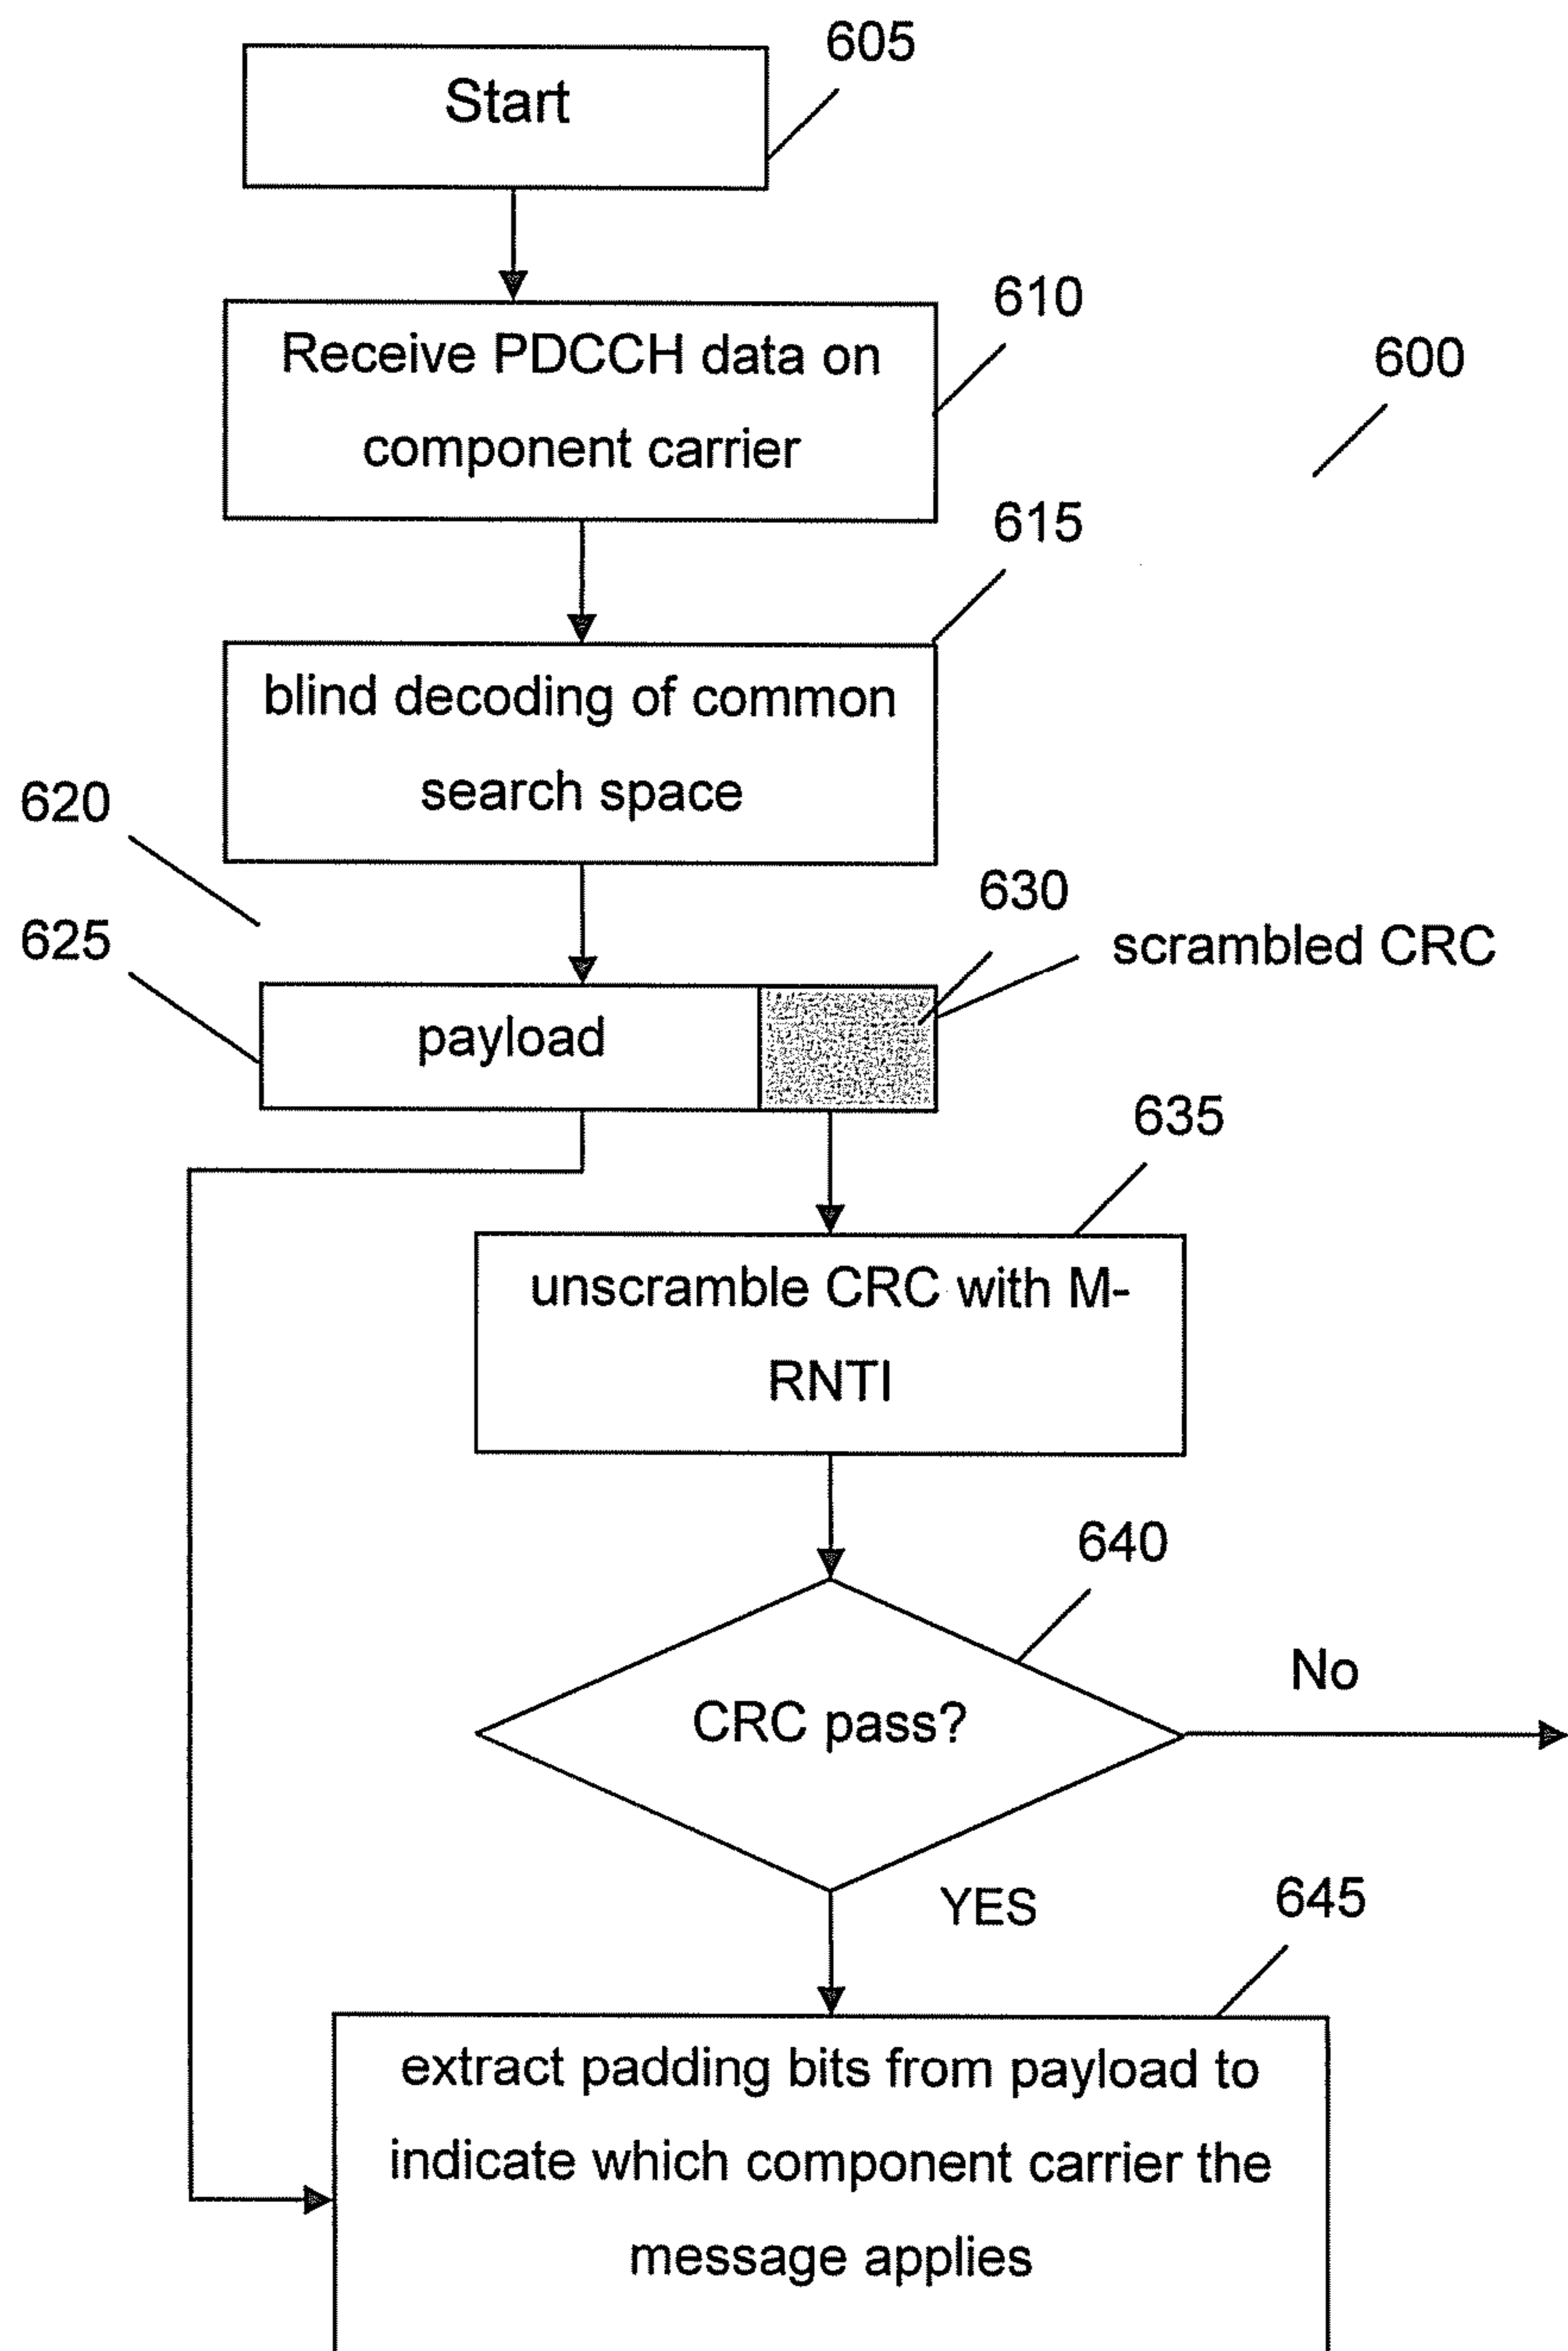 605
Start
610
Receive PDCCH data on
component carrier
600
615
blind decoding of common
search space
620
630
625
scrambled CRC
payload
635
unscramble CRC with M-
RNTI
640
No
CRC pass?
YES
645
extract padding bits from payload to
indicate which component carrier the
message applies